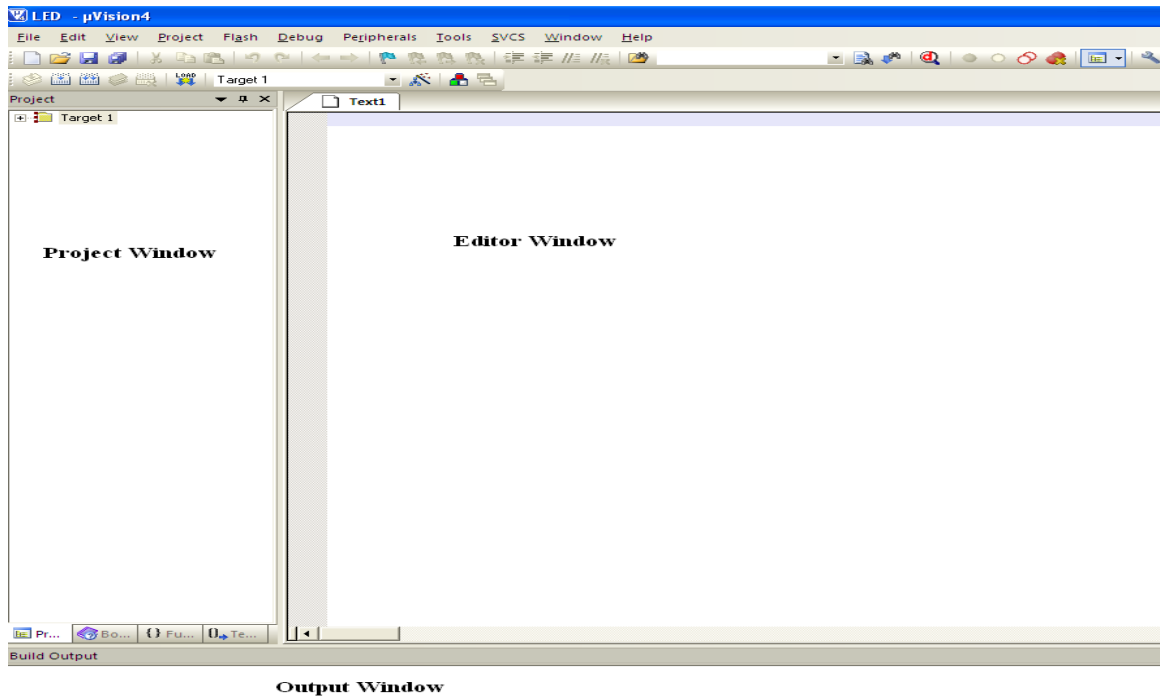 LED - µVision4
File Edit View Project Flash Debug Peripherals Tools SVCS Window Help
LOAD Target 1
Project
Text1
Target 1
Editor Window
Project Window
Pr... Bo... {} Fu... 0 Te...
Build Output
Output Window